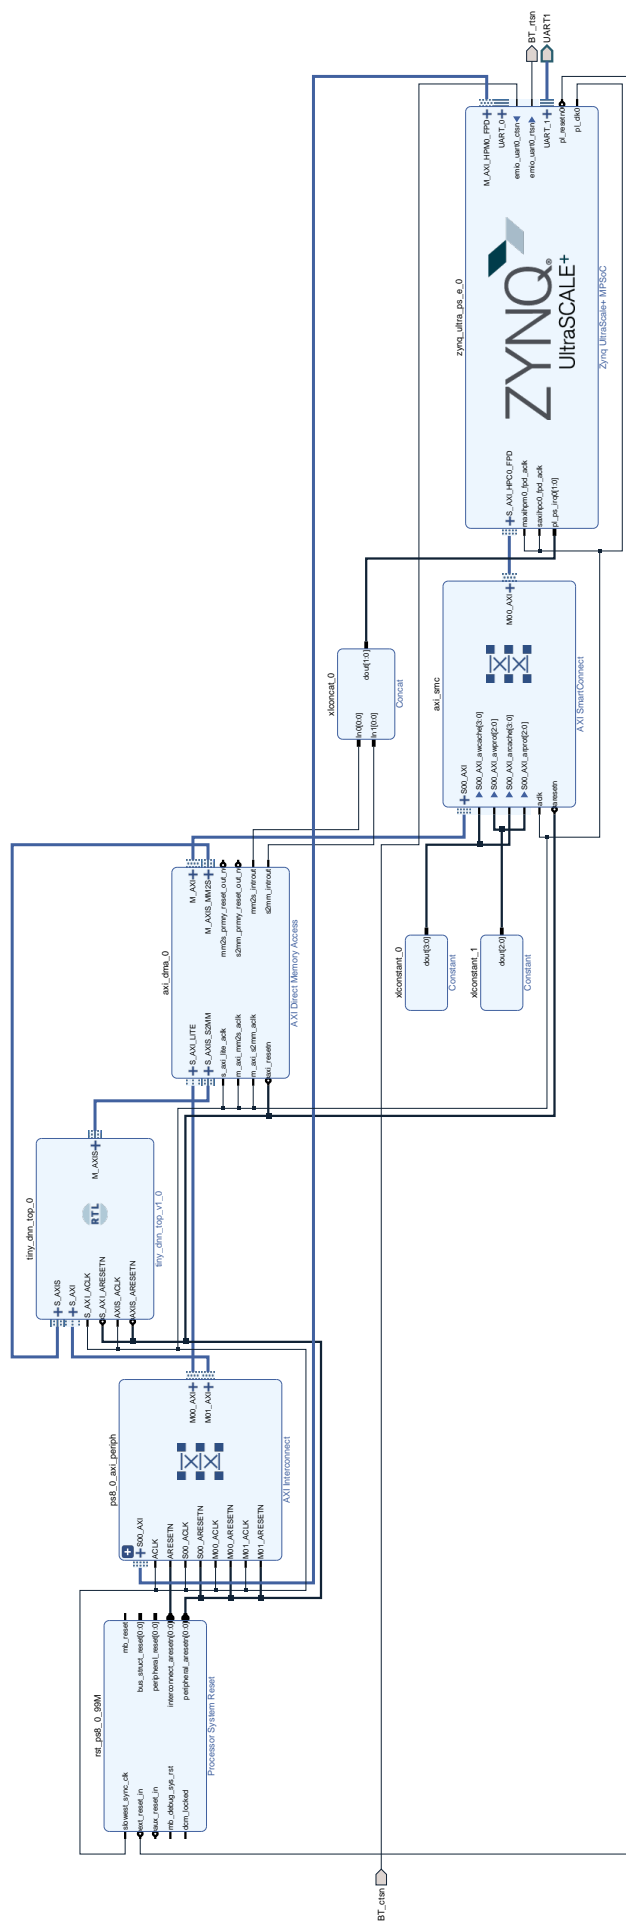 rst_ps8_0_99M
slowest_sync_clk
ext_reset_in
aux_reset_in
mb_debug_sys_rst
dcm_locked
mb_reset
bus_struct_reset[0:0]
peripheral_reset[0:0]
interconnect_aresetn[0:0]
peripheral_aresetn[0:0]
Processor System Reset
BT_ctsn
ps8_0_axi_periph
S00_AXI
ACLK
ARESETN
S00_ACLK
S00_ARESETN
M00_ACLK
M00_ARESETN
M01_ACLK
M01_ARESETN
M00_AXI
M01_AXI
AXI Interconnect
tiny_dnn_top_0
S_AXIS
S_AXI
S_AXI_ACLK
S_AXI_ARESETN
AXIS_ACLK
AXIS_ARESETN
RTL
M_AXIS
tiny_dnn_top_v1_0
axi_dma_0
S_AXI_LITE
S_AXIS_S2MM
s_axi_lite_aclk
m_axi_mm2s_aclk
m_axi_s2mm_aclk
axi_resetn
M_AXI
M_AXIS_MM2S
mm2s_prmry_reset_out_n
s2mm_prmry_reset_out_n
mm2s_introut
s2mm_introut
AXI Direct Memory Access
xlconstant_0
dout[3:0]
Constant
xlconstant_1
dout[2:0]
Constant
xlconcat_0
In0[0:0]
In1[0:0]
dout[1:0]
Concat
axi_smc
S00_AXI
S00_AXI_awcache[3:0]
S00_AXI_awprot[2:0]
S00_AXI_arcache[3:0]
S00_AXI_arprot[2:0]
aclk
aresetn
M00_AXI
AXI SmartConnect
zynq_ultra_ps_e_0
S_AXI_HPC0_FPD
maxihpm0_fpd_aclk
saxihpc0_fpd_aclk
pl_ps_irq0[1:0]
ZYNQ®
UltraSCALE+
M_AXI_HPM0_FPD
UART_0
emio_uart0_ctsn
emio_uart0_rtsn
UART_1
pl_resetn0
pl_clk0
Zynq UltraScale+ MPSoC
BT_rtsn
UART1